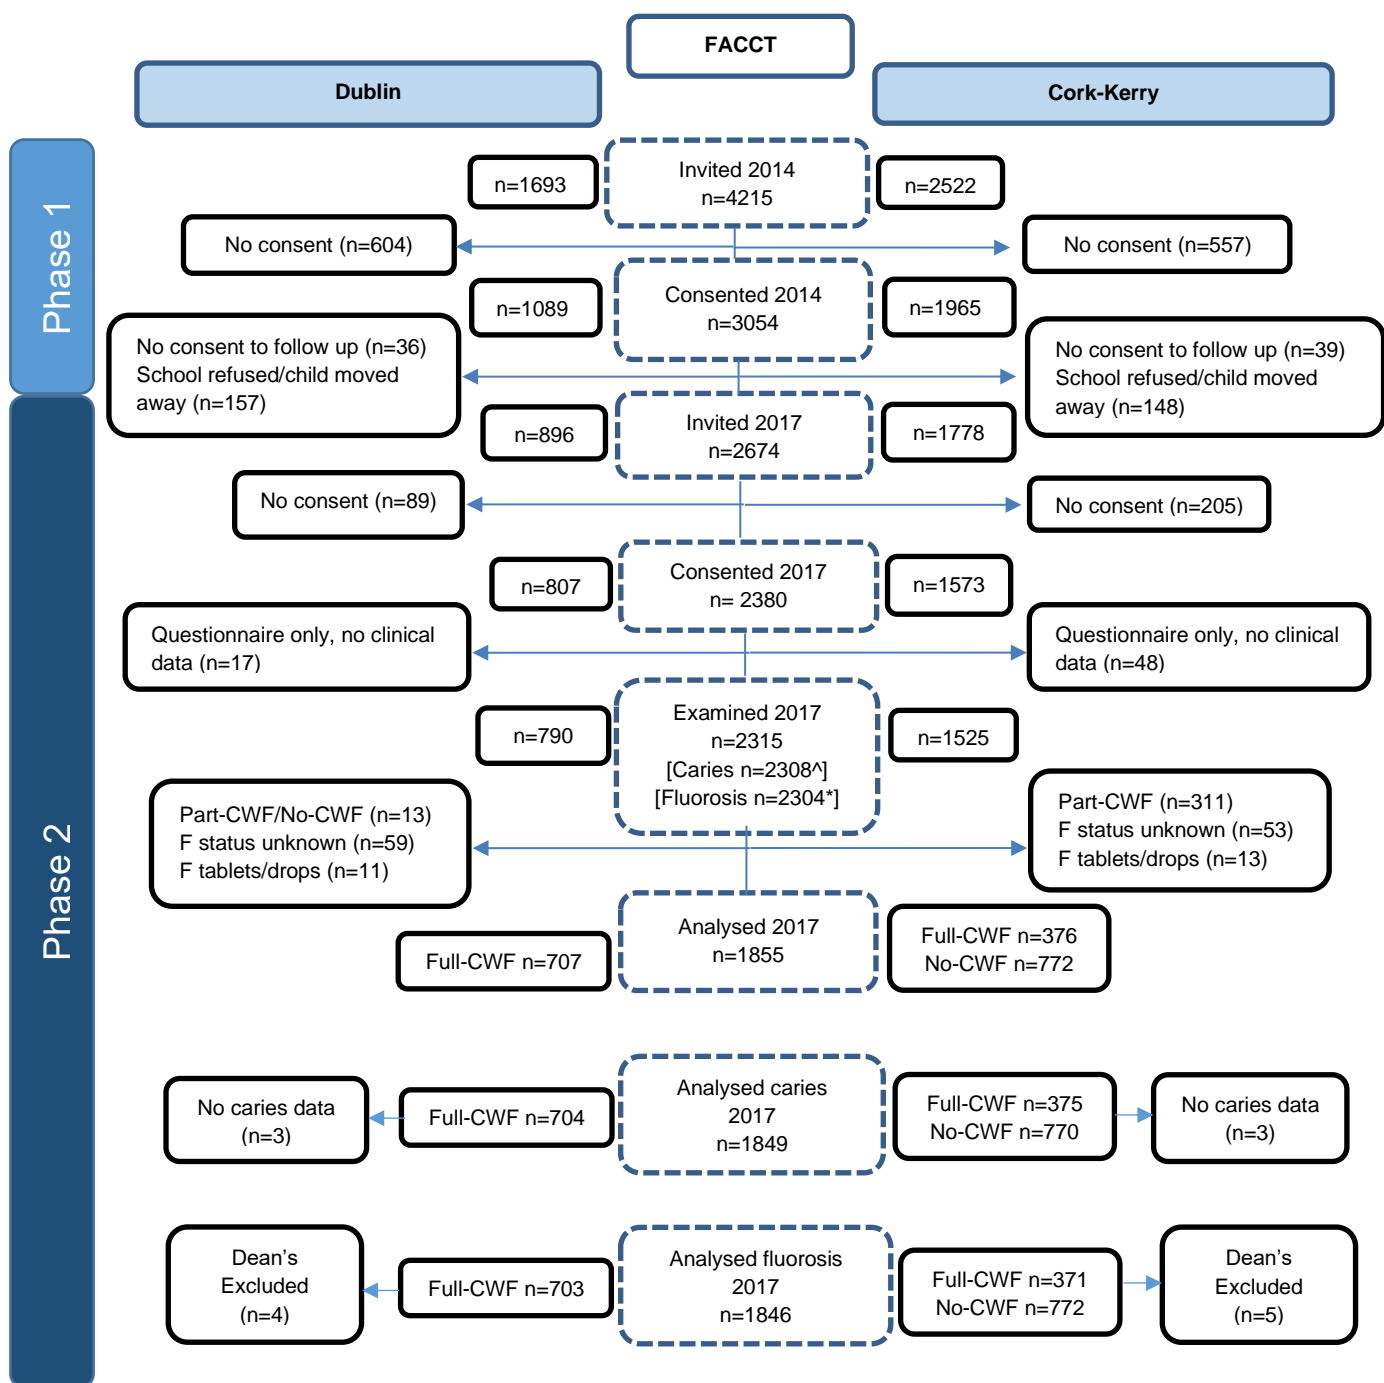 FACCT
Dublin
Cork-Kerry
Phase 1
Invited 2014
n=4215
n=1693
n=2522
No consent (n=604)
No consent (n=557)
Consented 2014
n=3054
n=1089
n=1965
No consent to follow up (n=36)
School refused/child moved
away (n=157)
No consent to follow up (n=39)
School refused/child moved
away (n=148)
Phase 2
Invited 2017
n=2674
n=896
n=1778
No consent (n=89)
No consent (n=205)
Consented 2017
n= 2380
n=807
n=1573
Questionnaire only, no clinical
data (n=17)
Questionnaire only, no clinical
data (n=48)
Examined 2017
n=2315
[Caries n=2308^]
[Fluorosis n=2304*]
n=790
n=1525
Part-CWF/No-CWF (n=13)
F status unknown (n=59)
F tablets/drops (n=11)
Part-CWF (n=311)
F status unknown (n=53)
F tablets/drops (n=13)
Analysed 2017
n=1855
Full-CWF n=707
Full-CWF n=376
No-CWF n=772
No caries data
(n=3)
Full-CWF n=704
Analysed caries
2017
n=1849
Full-CWF n=375
No-CWF n=770
No caries data
(n=3)
Dean’s
Excluded
(n=4)
Full-CWF n=703
Analysed fluorosis
2017
n=1846
Full-CWF n=371
No-CWF n=772
Dean’s
Excluded
(n=5)